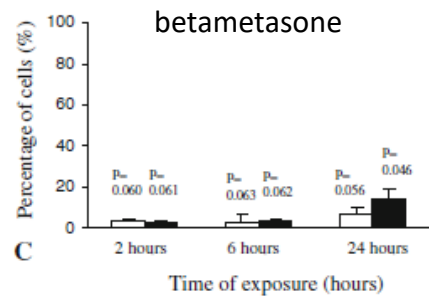 betametasone
Percentage of cells (%)
100
80
60
40
20
0
P=
0.060
P=
0.061
P=
0.063
P=
0.062
P=
0.056
P=
0.046
C
2 hours
6 hours
24 hours
Time of exposure (hours)